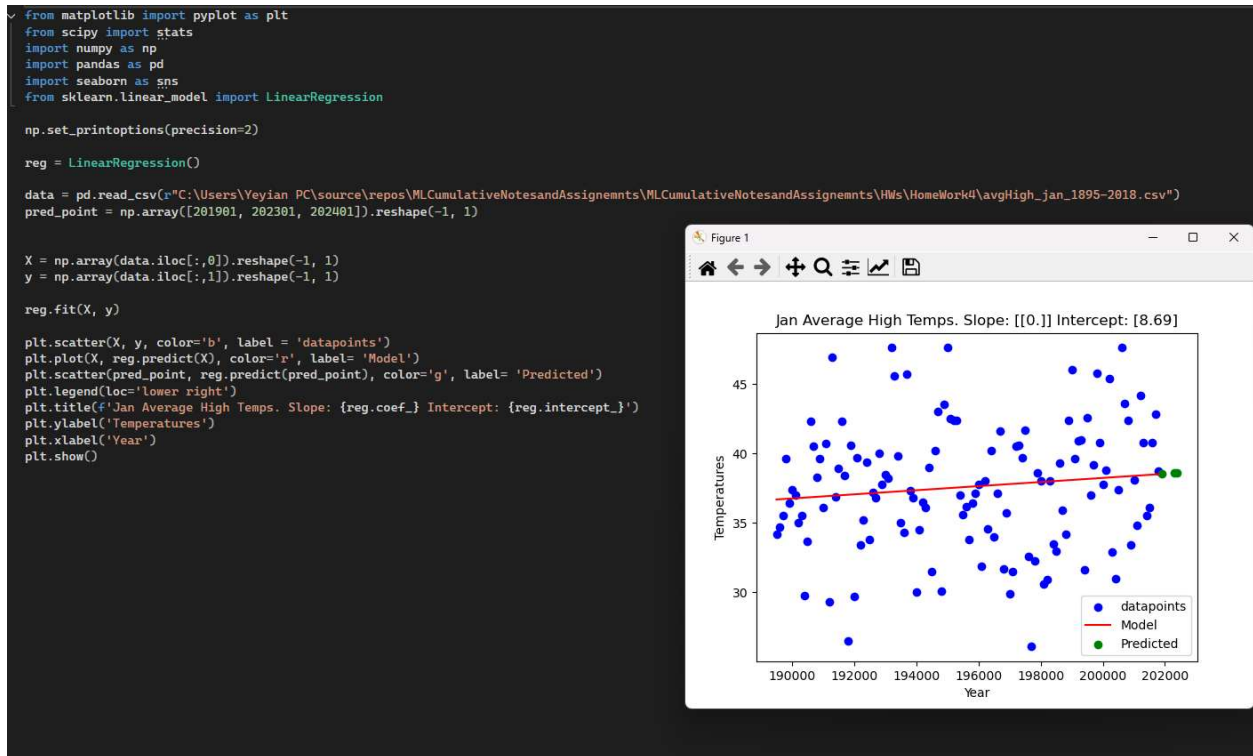 from matplotlib import pyplot as plt
from scipy import stats
import numpy as np
import pandas as pd
import seaborn as sns
from sklearn.linear_model import LinearRegression
np.set_printoptions(precision=2)
reg = LinearRegression()
data = pd.read_csv(r"C:\Users\Yeyian PC\source\repos\MLCumulativeNotesandAssignemnts\MLCumulativeNotesandAssignemnts\HWs\HomeWork4\avgHigh_jan_1895-2018.csv")
pred_point = np.array([201901, 202301, 202401]).reshape(-1, 1)
X = np.array(data.iloc[:,0]).reshape(-1, 1)
y = np.array(data.iloc[:,1]).reshape(-1, 1)
reg.fit(X, y)
plt.scatter(X, y, color='b', label = 'datapoints')
plt.plot(X, reg.predict(X), color='r', label= 'Model')
plt.scatter(pred_point, reg.predict(pred_point), color='g', label= 'Predicted')
plt.legend(loc='lower right')
plt.title(f'Jan Average High Temps. Slope: {reg.coef_} Intercept: {reg.intercept_}')
plt.ylabel('Temperatures')
plt.xlabel('Year')
plt.show()
Figure 1
Jan Average High Temps. Slope: [[0.]] Intercept: [8.69]
Temperatures
45
40
35
30
datapoints
Model
Predicted
190000 192000 194000 196000 198000 200000 202000
Year